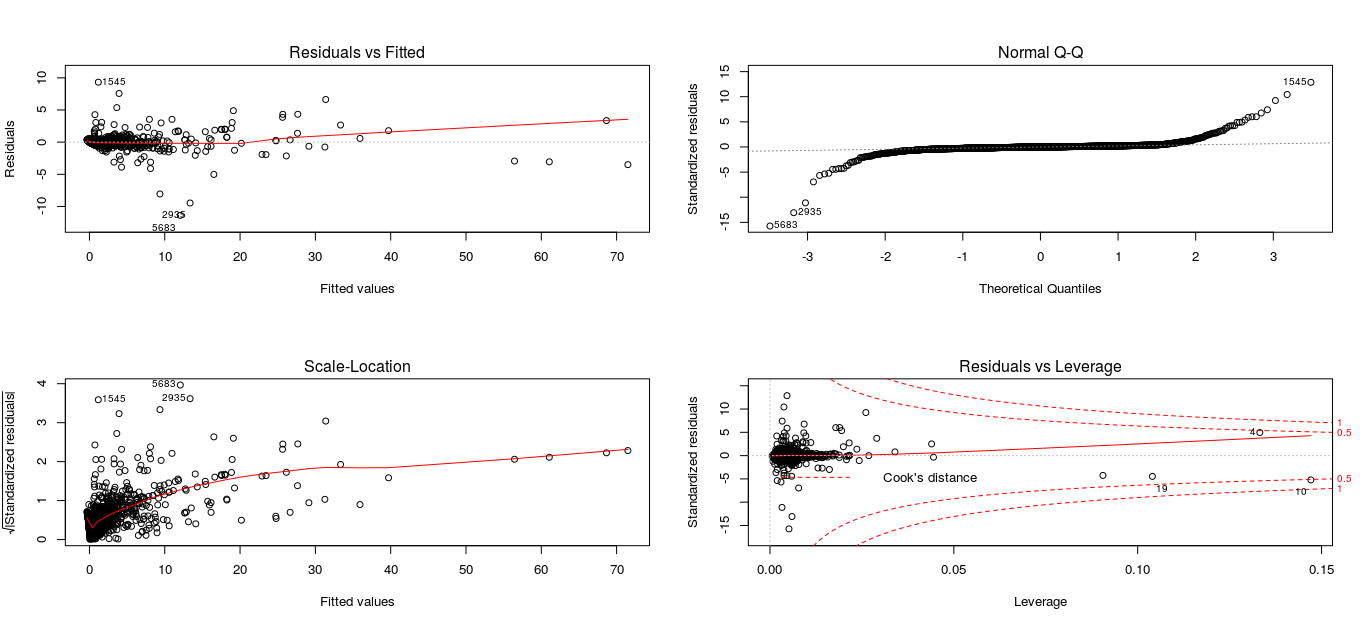 Residuals vs Fitted
Residuals
10
5
0
-5
-10
1545
2935
5683
0 10 20 30 40 50 60 70
Fitted values
Normal Q-Q
Standardized residuals
15
10
5
0
-5
-15
1545
2935
5683
-3 -2 -1 0 1 2 3
Theoretical Quantiles
Scale-Location
√|Standardized residuals|
4
3
2
1
0
5683
1545
2935
0 10 20 30 40 50 60 70
Fitted values
Residuals vs Leverage
Standardized residuals
10
5
0
-5
-15
1
4
0.5
Cook's distance
0.5
19
10
1
0.00 0.05 0.10 0.15
Leverage